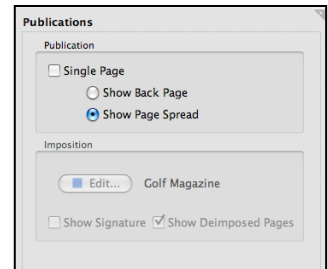 Publications
Publication
Single Page
Show Back Page
Show Page Spread
Imposition
Edit... Golf Magazine
Show Signature Show Deimposed Pages